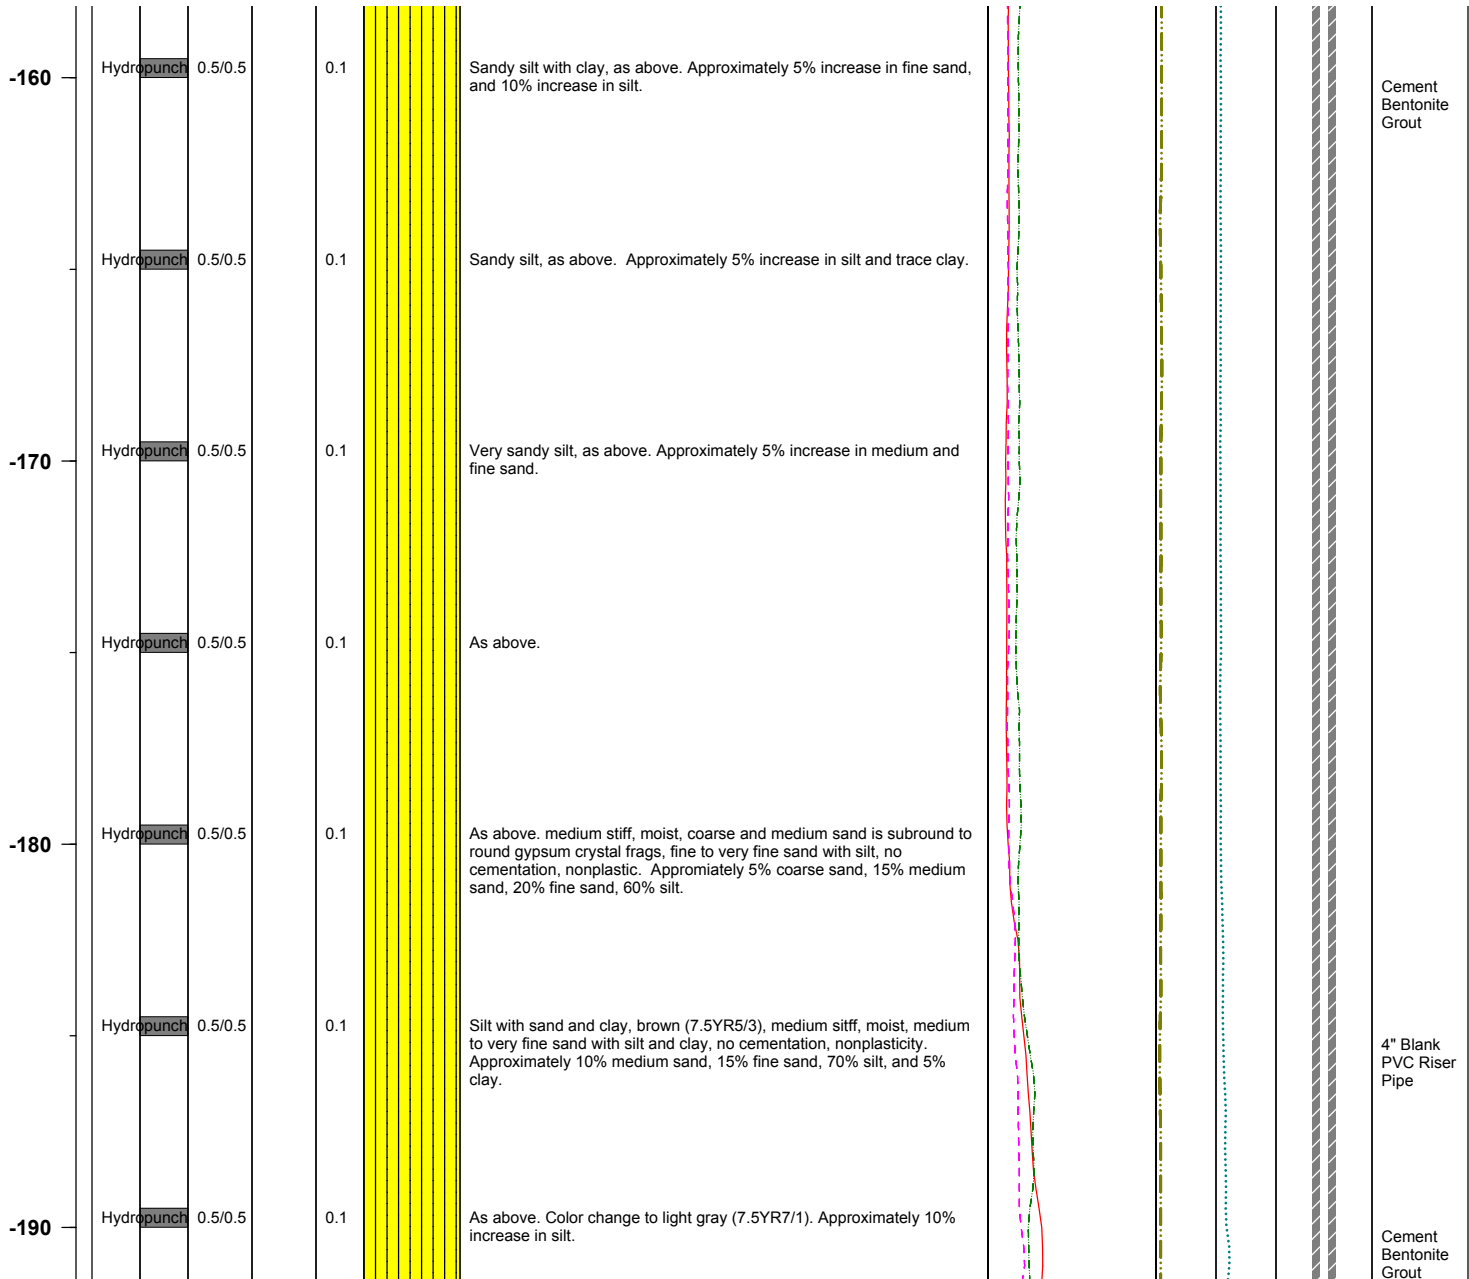 -160
Hydropunch 0.5/0.5 0.1 Sandy silt with clay, as above. Approximately 5% increase in fine sand,
and 10% increase in silt.
Cement
Bentonite
Grout
Hydropunch 0.5/0.5 0.1 Sandy silt, as above. Approximately 5% increase in silt and trace clay.
-170
Hydropunch 0.5/0.5 0.1 Very sandy silt, as above. Approximately 5% increase in medium and
fine sand.
Hydropunch 0.5/0.5 0.1 As above.
-180
Hydropunch 0.5/0.5 0.1 As above. medium stiff, moist, coarse and medium sand is subround to
round gypsum crystal frags, fine to very fine sand with silt, no
cementation, nonplastic. Appromiately 5% coarse sand, 15% medium
sand, 20% fine sand, 60% silt.
Hydropunch 0.5/0.5 0.1 Silt with sand and clay, brown (7.5YR5/3), medium sitff, moist, medium
to very fine sand with silt and clay, no cementation, nonplasticity.
Approximately 10% medium sand, 15% fine sand, 70% silt, and 5%
clay.
4" Blank
PVC Riser
Pipe
-190
Hydropunch 0.5/0.5 0.1 As above. Color change to light gray (7.5YR7/1). Approximately 10%
increase in silt.
Cement
Bentonite
Grout